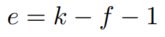 e = k − f − 1